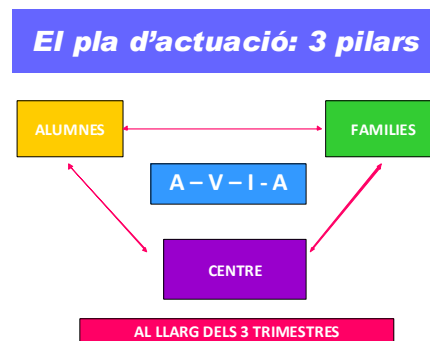 El pla d'actuació: 3 pilars
ALUMNES
FAMILIES
A – V – I - A
CENTRE
AL LLARG DELS 3 TRIMESTRES